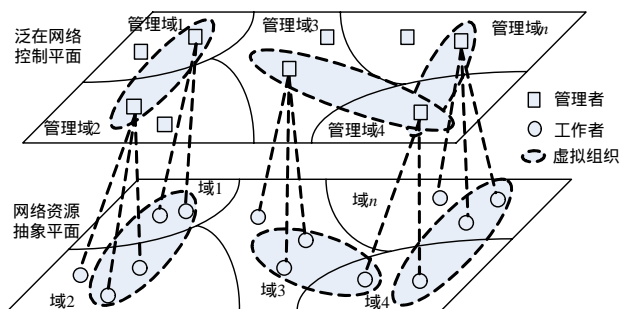 管理域1
管理域3
管理域n
泛在网络
控制平面
管理域2
管理域4
管理者
工作者
虚拟组织
网络资源
抽象平面
域1
域n
域2
域3
域4